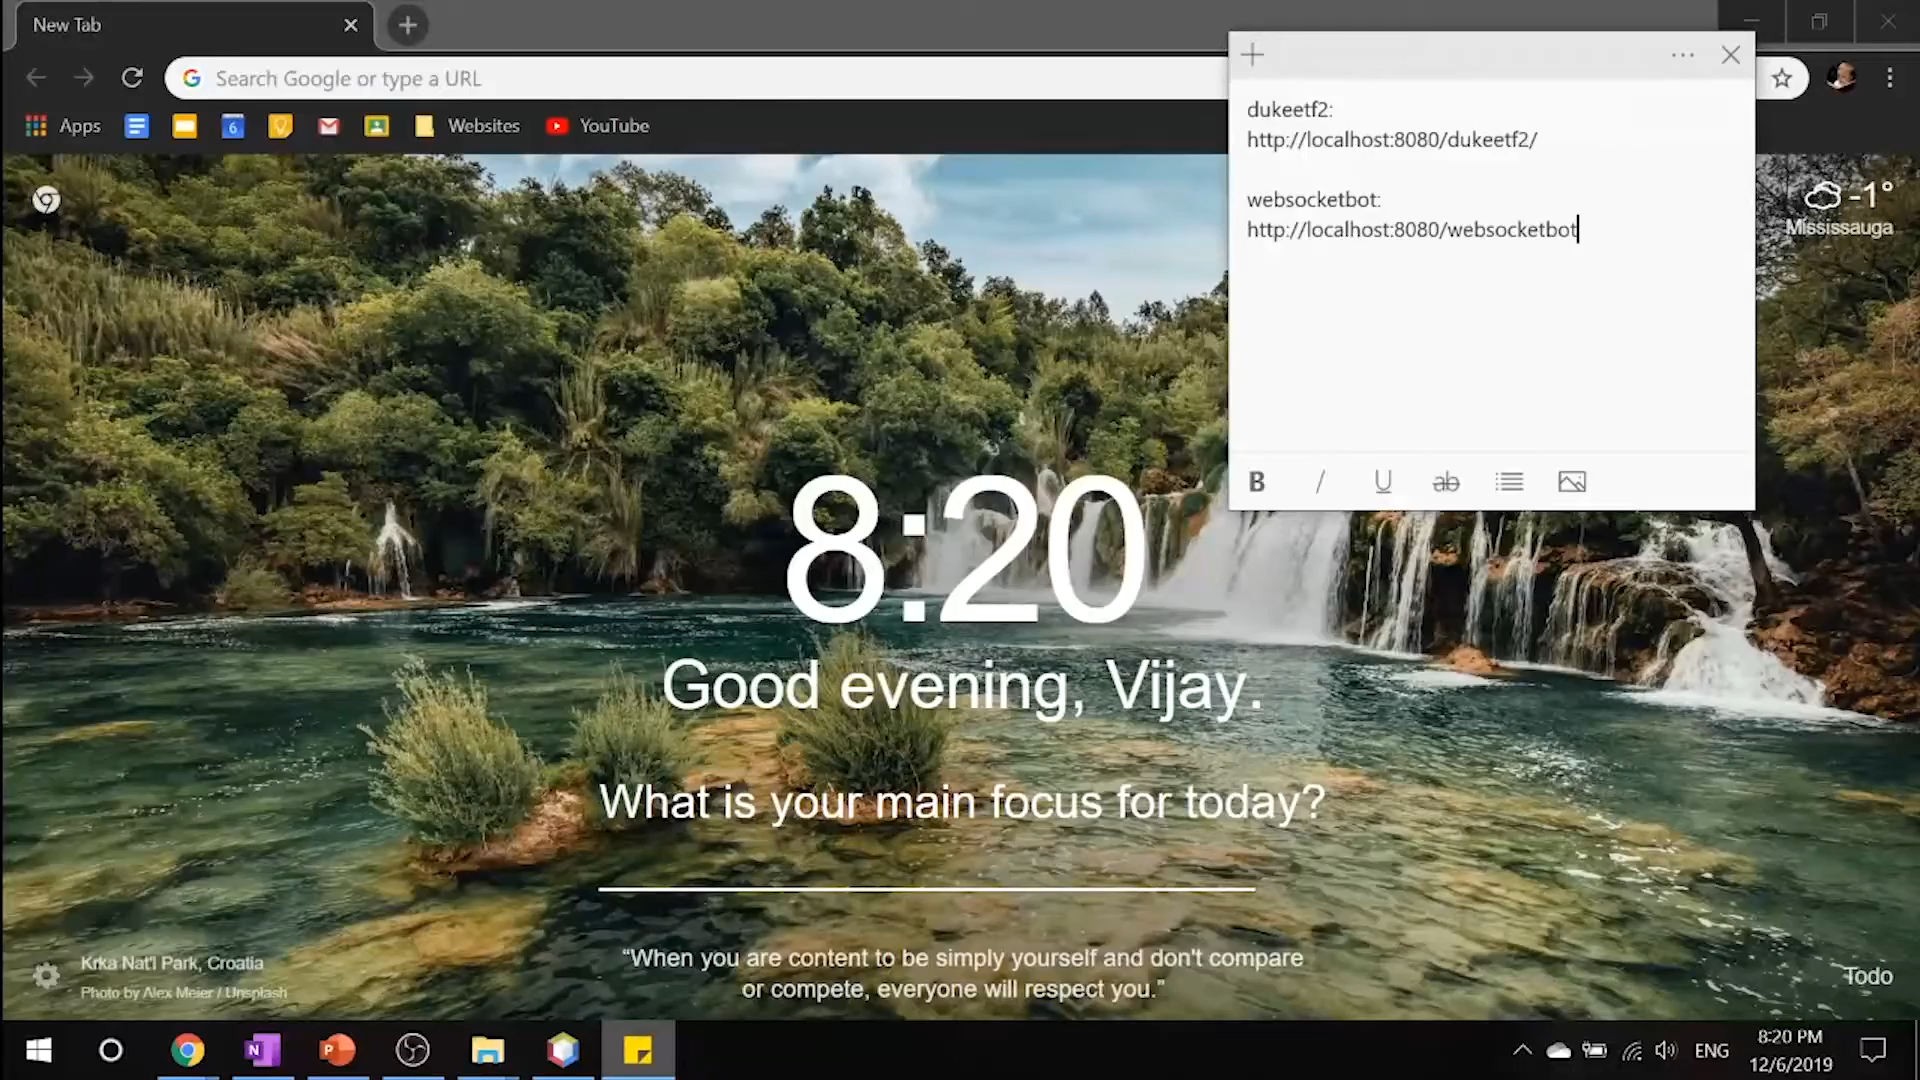 New Tab
Search Google or type a URL
Apps
6
Websites
YouTube
dukeetf2:
http://localhost:8080/dukeetf2/
websocketbot:
http://localhost:8080/websocketbot
B / U ab
-1°
Mississauga
8:20
Good evening, Vijay.
What is your main focus for today?
Krka Nat'l Park, Croatia
Photo by Alex Meier / Unsplash
“When you are content to be simply yourself and don't compare
or compete, everyone will respect you.”
Todo
N
P
ENG
8:20 PM
12/6/2019